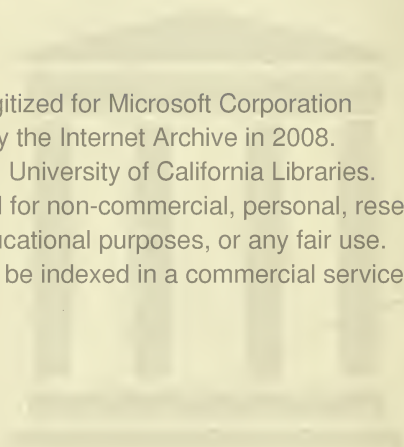 gitized for Microsoft Corporation
y the Internet Archive in 2008.
University of California Libraries.
l for non-commercial, personal, rese
ucational purposes, or any fair use.
be indexed in a commercial service